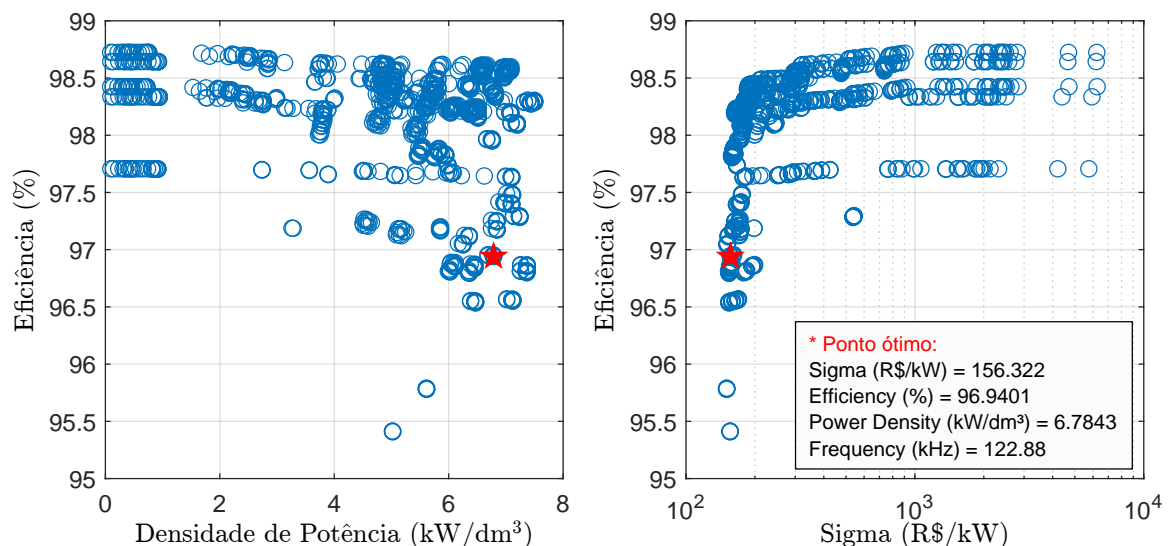 99
98.5
98
97.5
97
96.5
96
95.5
95
Eficiência (%)
0 2 4 6 8
Densidade de Potência (kW/dm³)
99
98.5
98
97.5
97
96.5
96
95.5
95
Eficiência (%)
* Ponto ótimo:
Sigma (R$/kW) = 156.322
Efficiency (%) = 96.9401
Power Density (kW/dm³) = 6.7843
Frequency (kHz) = 122.88
10² 10³ 10⁴
Sigma (R$/kW)